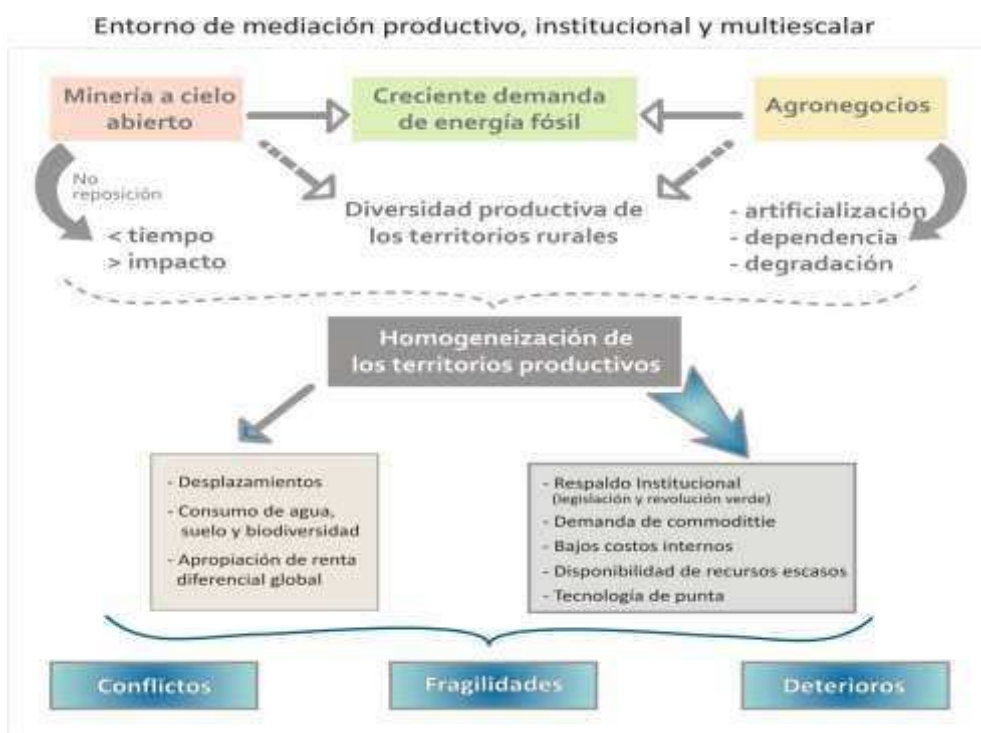 Entorno de mediación productivo, institucional y multiescalar
Minería a cielo
abierto
Creciente demanda
de energía fósil
Agronegocios
No
reposición
< tiempo
> impacto
Diversidad productiva de
los territorios rurales
- artificialización
- dependencia
- degradación
Homogeneización de
los territorios productivos
- Desplazamientos
- Consumo de agua,
suelo y biodiversidad
- Apropiación de renta
diferencial global
- Respaldo Institucional
(legislación y revolución verde)
- Demanda de commodittie
- Bajos costos internos
- Disponibilidad de recursos escasos
- Tecnología de punta
Conflictos
Fragilidades
Deterioros